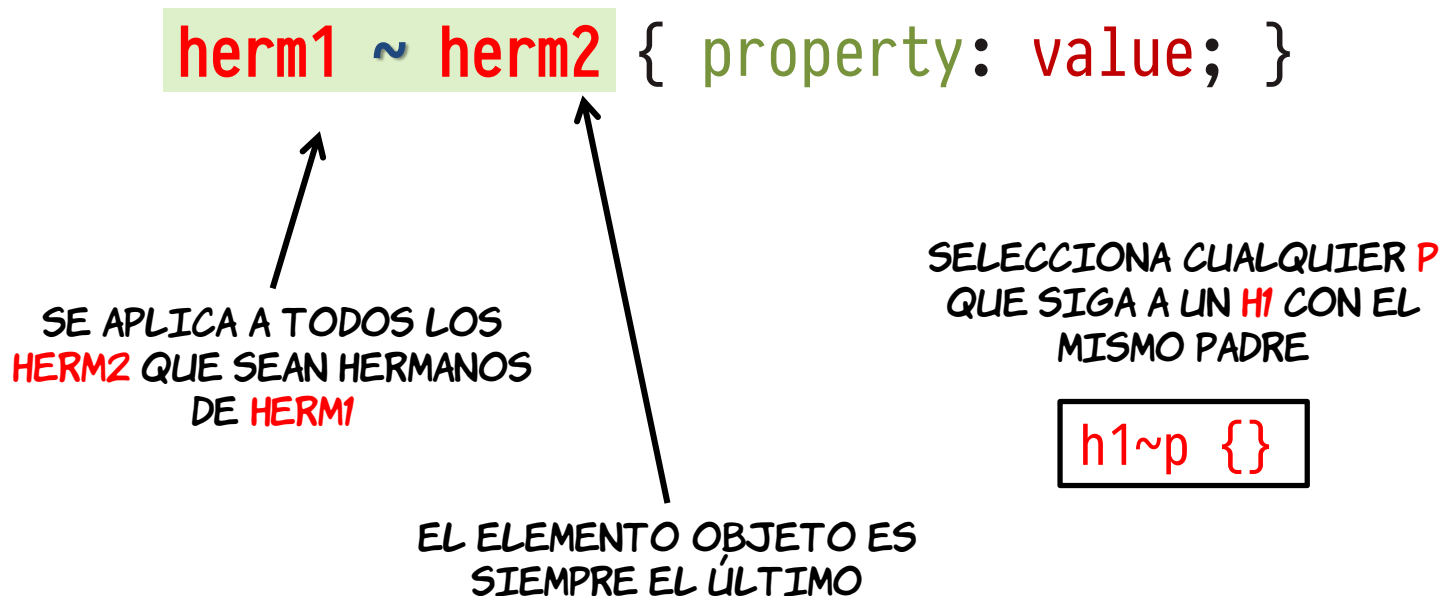 herm1 ~ herm2 { property: value; }
SE APLICA A TODOS LOS
HERM2 QUE SEAN HERMANOS
DE HERM1
SELECCIONA CUALQUIER P
QUE SIGA A UN H1 CON EL
MISMO PADRE
h1~p {}
EL ELEMENTO OBJETO ES
SIEMPRE EL ÚLTIMO